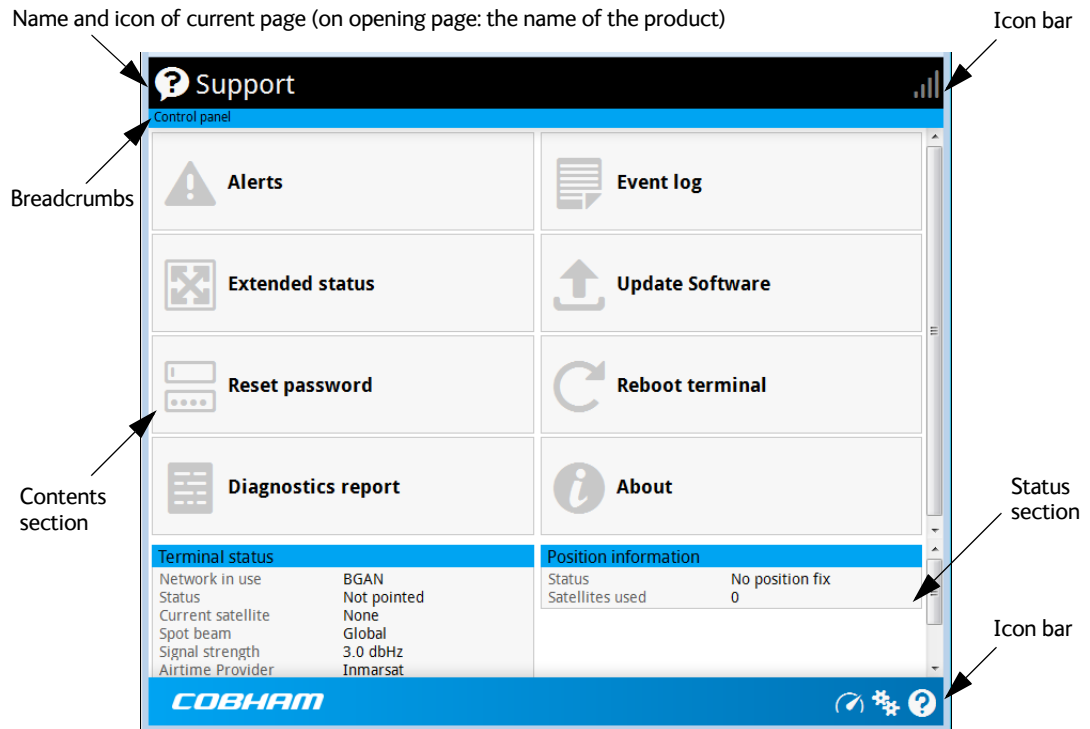 Name and icon of current page (on opening page: the name of the product)
Icon bar
Support
Control panel
Breadcrumbs
Alerts
Event log
Extended status
Update Software
Reset password
Reboot terminal
Contents
section
Diagnostics report
About
Status
section
Terminal status
Network in use BGAN
Status Not pointed
Current satellite None
Spot beam Global
Signal strength 3.0 dbHz
Airtime Provider Inmarsat
Position information
Status No position fix
Satellites used 0
Icon bar
COBHAM